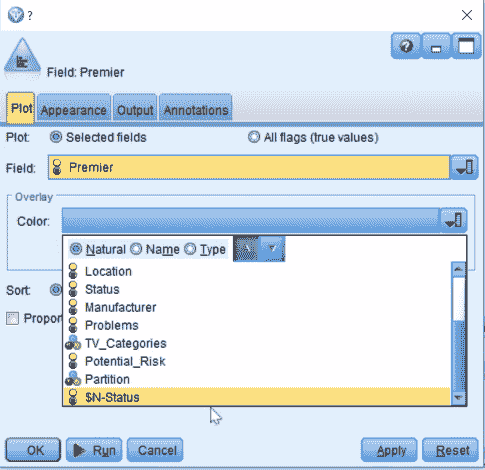 ?
Field: Premier
Plot Appearance Output Annotations
Plot: Selected fields All flags (true values)
Field: Premier
Overlay
Color:
Natural Name Type
Location
Status
Manufacturer
Sort:
Problems
Propor
TV_Categories
Potential_Risk
Partition
$N-Status
OK Run Cancel Apply Reset